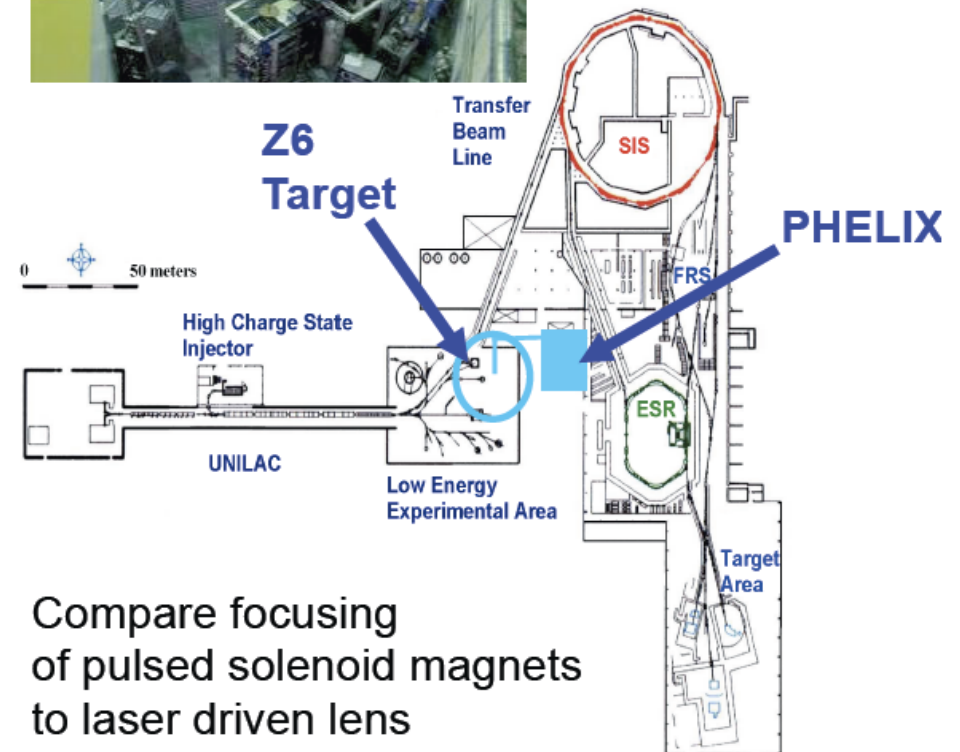 Transfer
Beam
Line
Z6
Target
SIS
PHELIX
FRS
0
50 meters
High Charge State
Injector
ESR
UNILAC
Low Energy
Experimental Area
Target
Area
Compare focusing
of pulsed solenoid magnets
to laser driven lens